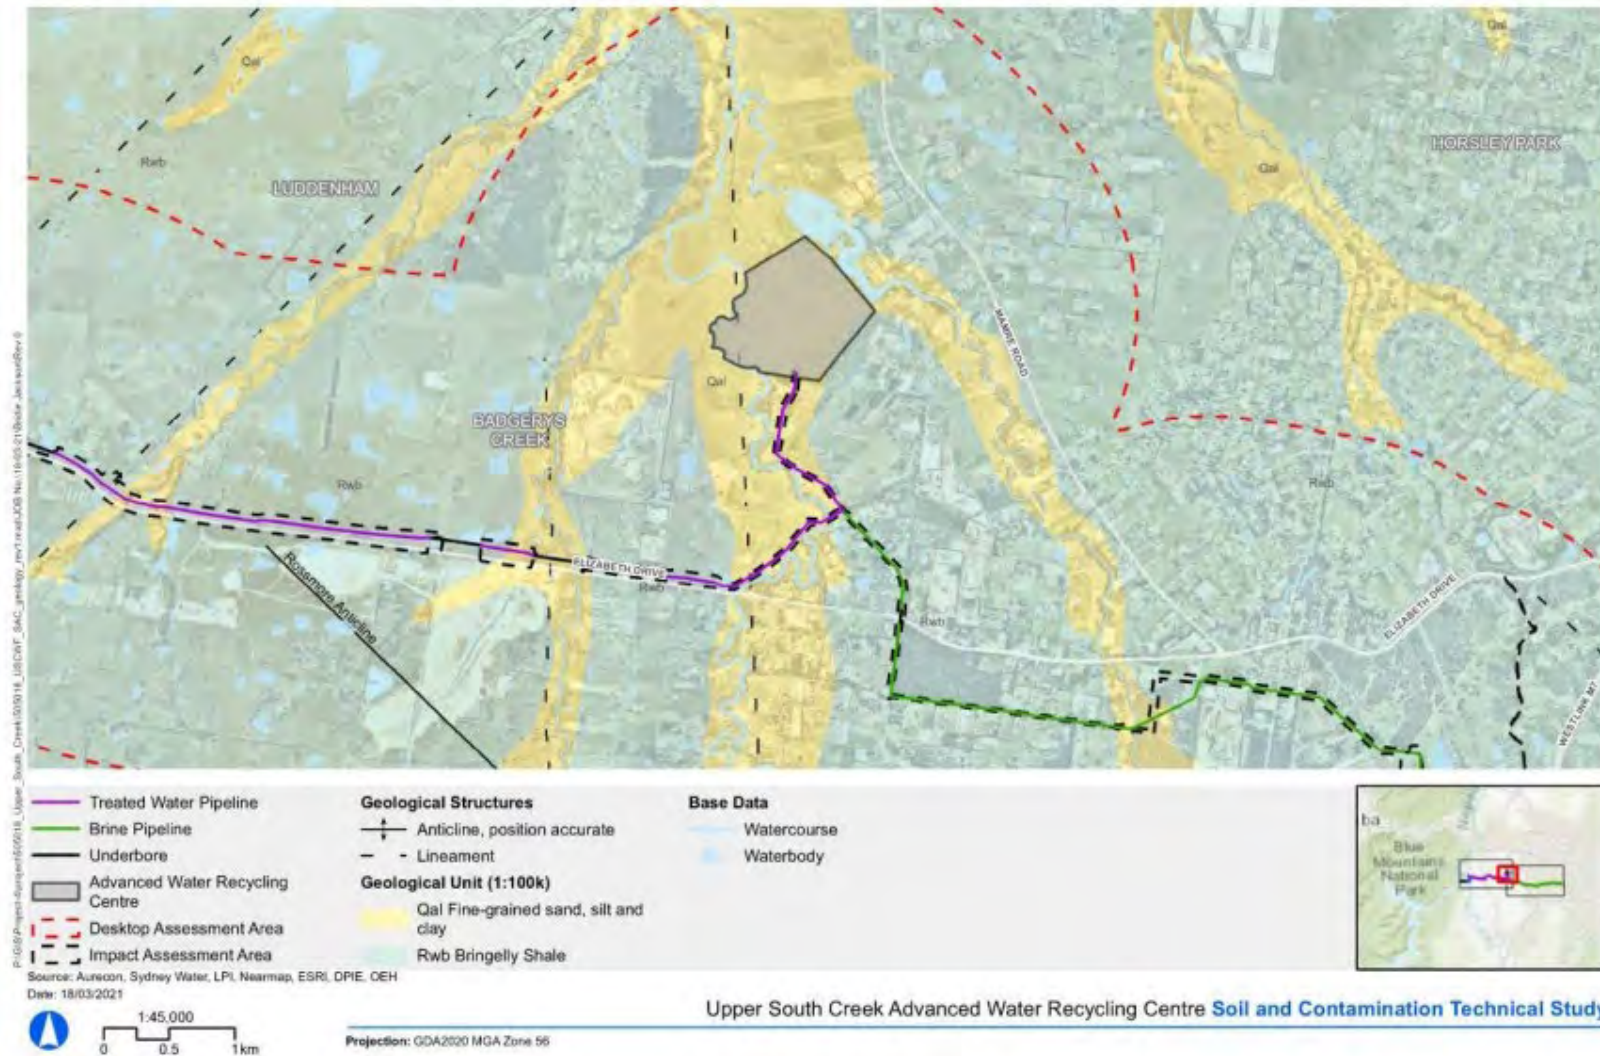 Qal
Qal
Rwb
LUDDENHAM
HORSLEY PARK
Qal
MAMRE ROAD
Qal
BADGERYS
CREEK
Rwb
Rwb
ELIZABETH DRIVE
Rwb
Rossmore Anticline
Rwb
ELIZABETH DRIVE
WESTLINK M7
Treated Water Pipeline
Brine Pipeline
Underbore
Advanced Water Recycling
Centre
Desktop Assessment Area
Impact Assessment Area
Geological Structures
Anticline, position accurate
Lineament
Geological Unit (1:100k)
Qal Fine-grained sand, silt and
clay
Rwb Bringelly Shale
Base Data
Watercourse
Waterbody
ba
Blue
Mountains
National
Park
Source: Aurecon, Sydney Water, LPI, Nearmap, ESRI, DPIE, OEH
Date: 18/03/2021
1:45,000
0 0.5 1km
Upper South Creek Advanced Water Recycling Centre Soil and Contamination Technical Study
Projection: GDA2020 MGA Zone 56